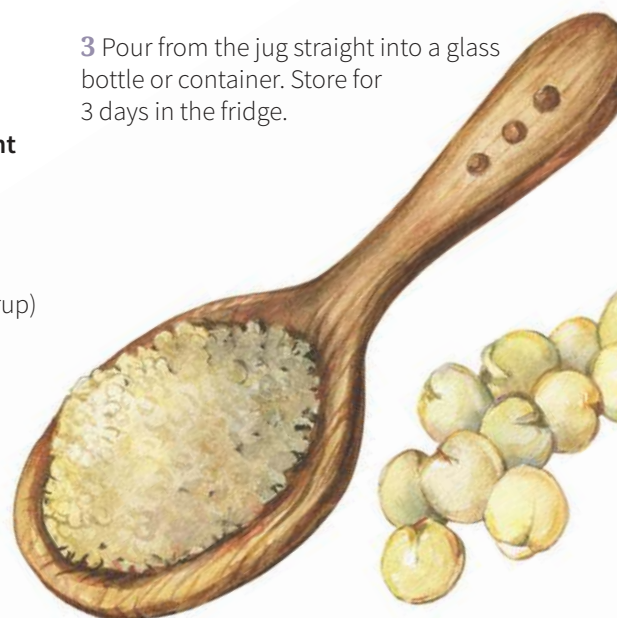 3 Pour from the jug straight into a glass
bottle or container. Store for
3 days in the fridge.